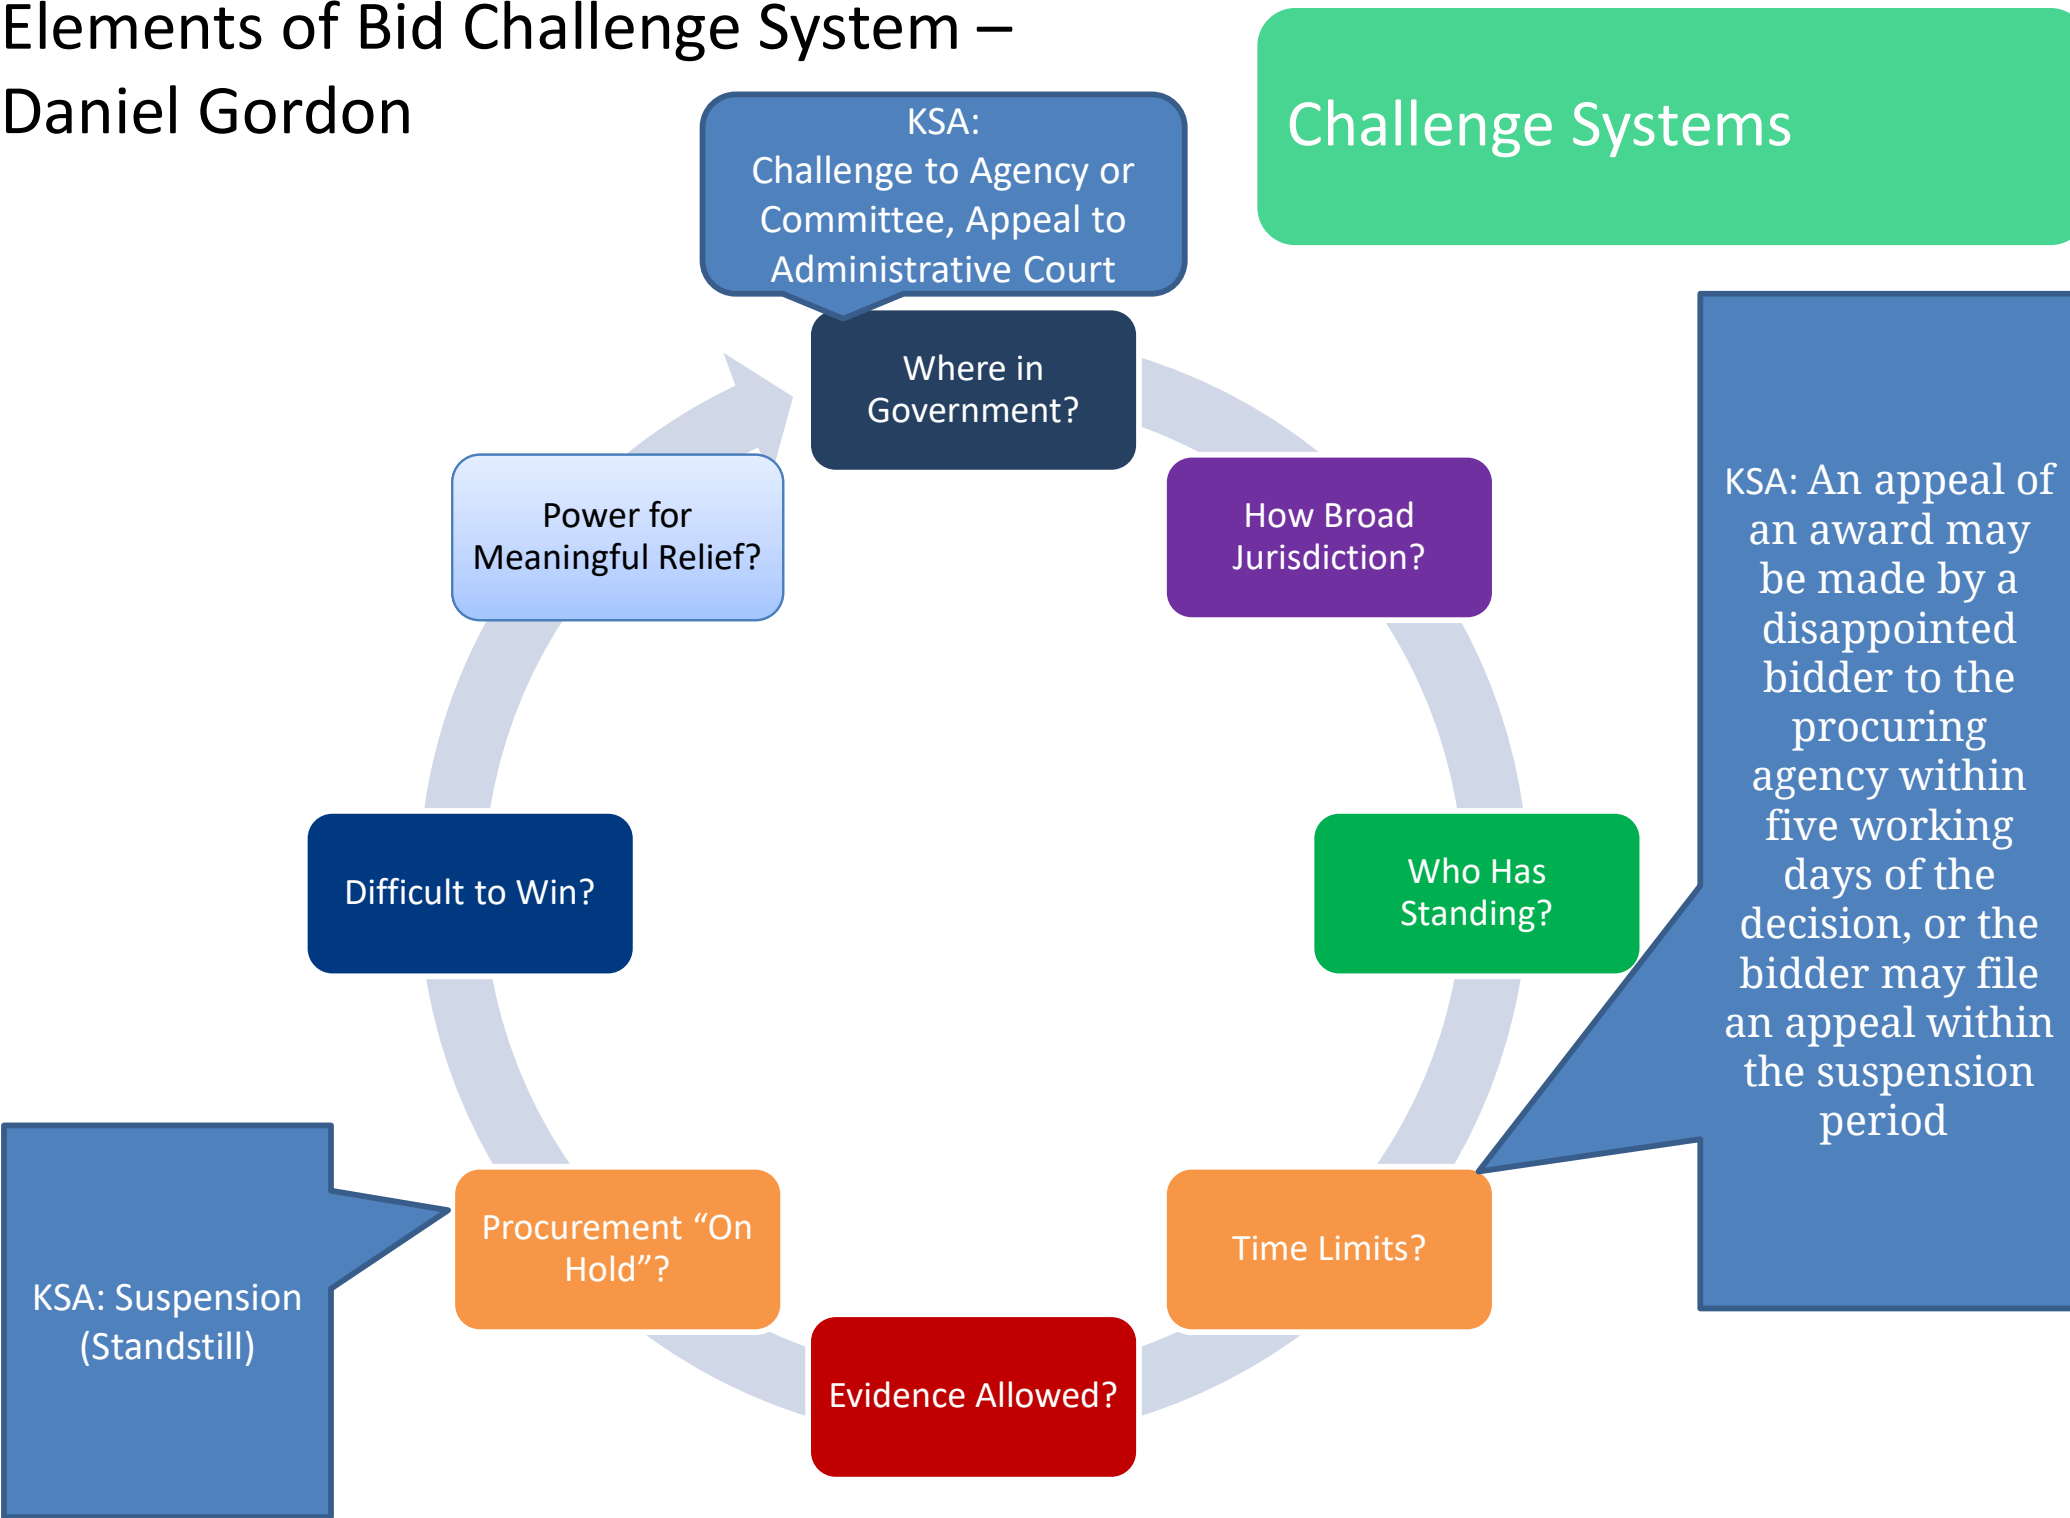 Elements of Bid Challenge System –
Daniel Gordon
Challenge Systems
KSA:
Challenge to Agency or
Committee, Appeal to
Administrative Court
Where in
Government?
How Broad
Jurisdiction?
Who Has
Standing?
Time Limits?
Evidence Allowed?
Procurement “On
Hold”?
Difficult to Win?
Power for
Meaningful Relief?
KSA: An appeal of
an award may
be made by a
disappointed
bidder to the
procuring
agency within
five working
days of the
decision, or the
bidder may file
an appeal within
the suspension
period
KSA: Suspension
(Standstill)